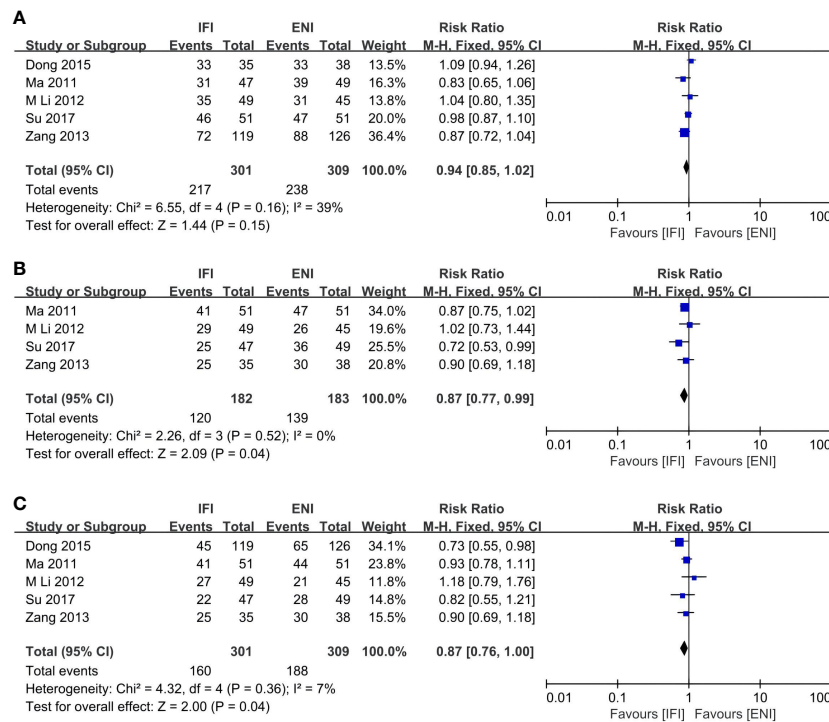 A
IFI ENI Risk Ratio Risk Ratio
Study or Subgroup Events Total Events Total Weight M-H, Fixed, 95% CI M-H, Fixed, 95% CI
Dong 2015 33 35 33 38 13.5% 1.09 [0.94, 1.26]
Ma 2011 31 47 39 49 16.3% 0.83 [0.65, 1.06]
M Li 2012 35 49 31 45 13.8% 1.04 [0.80, 1.35]
Su 2017 46 51 47 51 20.0% 0.98 [0.87, 1.10]
Zang 2013 72 119 88 126 36.4% 0.87 [0.72, 1.04]
Total (95% CI) 301 309 100.0% 0.94 [0.85, 1.02]
Total events 217 238
Heterogeneity: Chi² = 6.55, df = 4 (P = 0.16); I² = 39%
Test for overall effect: Z = 1.44 (P = 0.15)
0.01 0.1 1 10 100
Favours [IFI] Favours [ENI]
B
IFI ENI Risk Ratio Risk Ratio
Study or Subgroup Events Total Events Total Weight M-H, Fixed, 95% CI M-H, Fixed, 95% CI
Ma 2011 41 51 47 51 34.0% 0.87 [0.75, 1.02]
M Li 2012 29 49 26 45 19.6% 1.02 [0.73, 1.44]
Su 2017 25 47 36 49 25.5% 0.72 [0.53, 0.99]
Zang 2013 25 35 30 38 20.8% 0.90 [0.69, 1.18]
Total (95% CI) 182 183 100.0% 0.87 [0.77, 0.99]
Total events 120 139
Heterogeneity: Chi² = 2.26, df = 3 (P = 0.52); I² = 0%
Test for overall effect: Z = 2.09 (P = 0.04)
0.01 0.1 1 10 100
Favours [IFI] Favours [ENI]
C
IFI ENI Risk Ratio Risk Ratio
Study or Subgroup Events Total Events Total Weight M-H, Fixed, 95% CI M-H, Fixed, 95% CI
Dong 2015 45 119 65 126 34.1% 0.73 [0.55, 0.98]
Ma 2011 41 51 44 51 23.8% 0.93 [0.78, 1.11]
M Li 2012 27 49 21 45 11.8% 1.18 [0.79, 1.76]
Su 2017 22 47 28 49 14.8% 0.82 [0.55, 1.21]
Zang 2013 25 35 30 38 15.5% 0.90 [0.69, 1.18]
Total (95% CI) 301 309 100.0% 0.87 [0.76, 1.00]
Total events 160 188
Heterogeneity: Chi² = 4.32, df = 4 (P = 0.36); I² = 7%
Test for overall effect: Z = 2.00 (P = 0.04)
0.01 0.1 1 10 100
Favours [IFI] Favours [ENI]